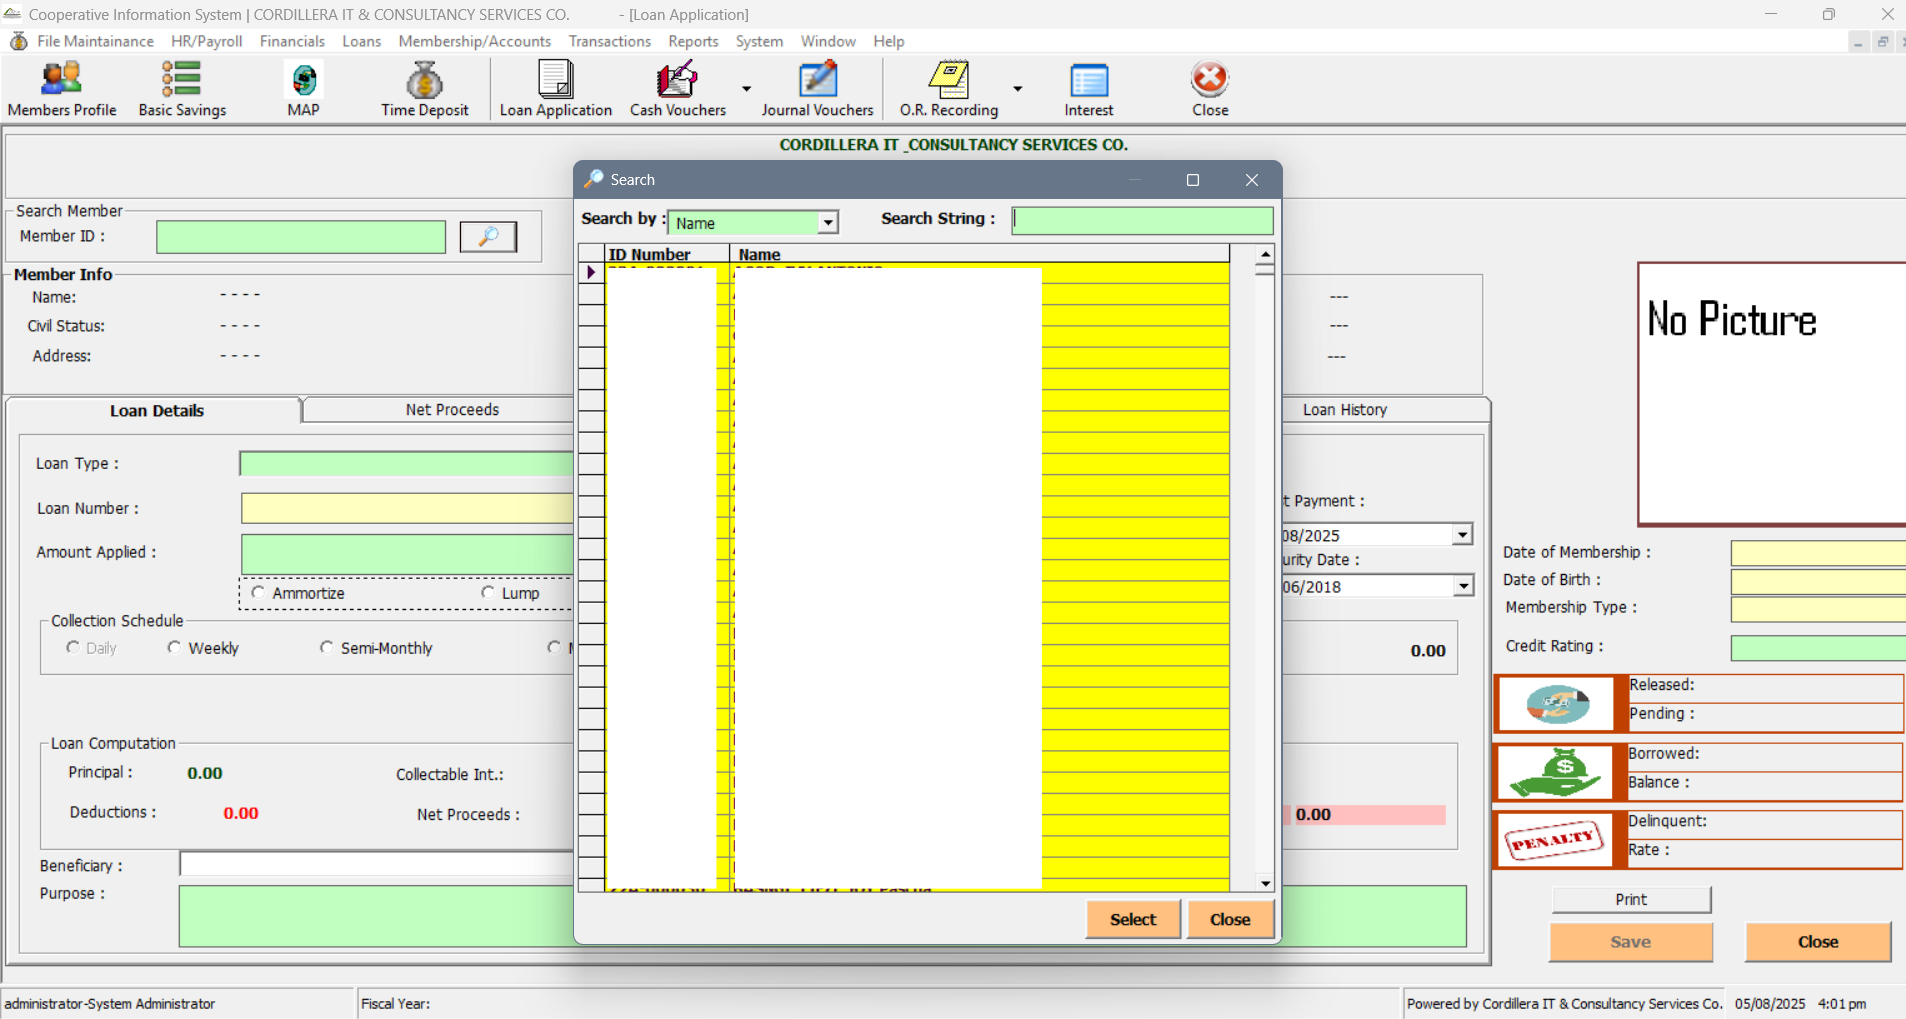 Cooperative Information System | CORDILLERA IT & CONSULTANCY SERVICES CO. - [Loan Application]
File Maintainance HR/Payroll Financials Loans Membership/Accounts Transactions Reports System Window Help
Members Profile Basic Savings MAP Time Deposit Loan Application Cash Vouchers Journal Vouchers O.R. Recording Interest Close
CORDILLERA IT _CONSULTANCY SERVICES CO.
Search
Search by : Name Search String :
ID Number Name
Select Close
Search Member
Member ID :
Member Info
Name: - - - - ---
Civil Status: - - - - ---
Address: - - - - ---
No Picture
Loan Details Net Proceeds Loan History
Loan Type :
Loan Number :
t Payment :
08/2025
Amount Applied :
urity Date :
06/2018
Ammortize Lump
Collection Schedule
Daily Weekly Semi-Monthly
0.00
Loan Computation
Principal : 0.00 Collectable Int.:
Deductions : 0.00 Net Proceeds : 0.00
Beneficiary :
Purpose :
Date of Membership :
Date of Birth :
Membership Type :
Credit Rating :
Released:
Pending :
Borrowed:
Balance :
PENALTY
Delinquent:
Rate :
Print
Save Close
administrator-System Administrator Fiscal Year: Powered by Cordillera IT & Consultancy Services Co. 05/08/2025 4:01 pm